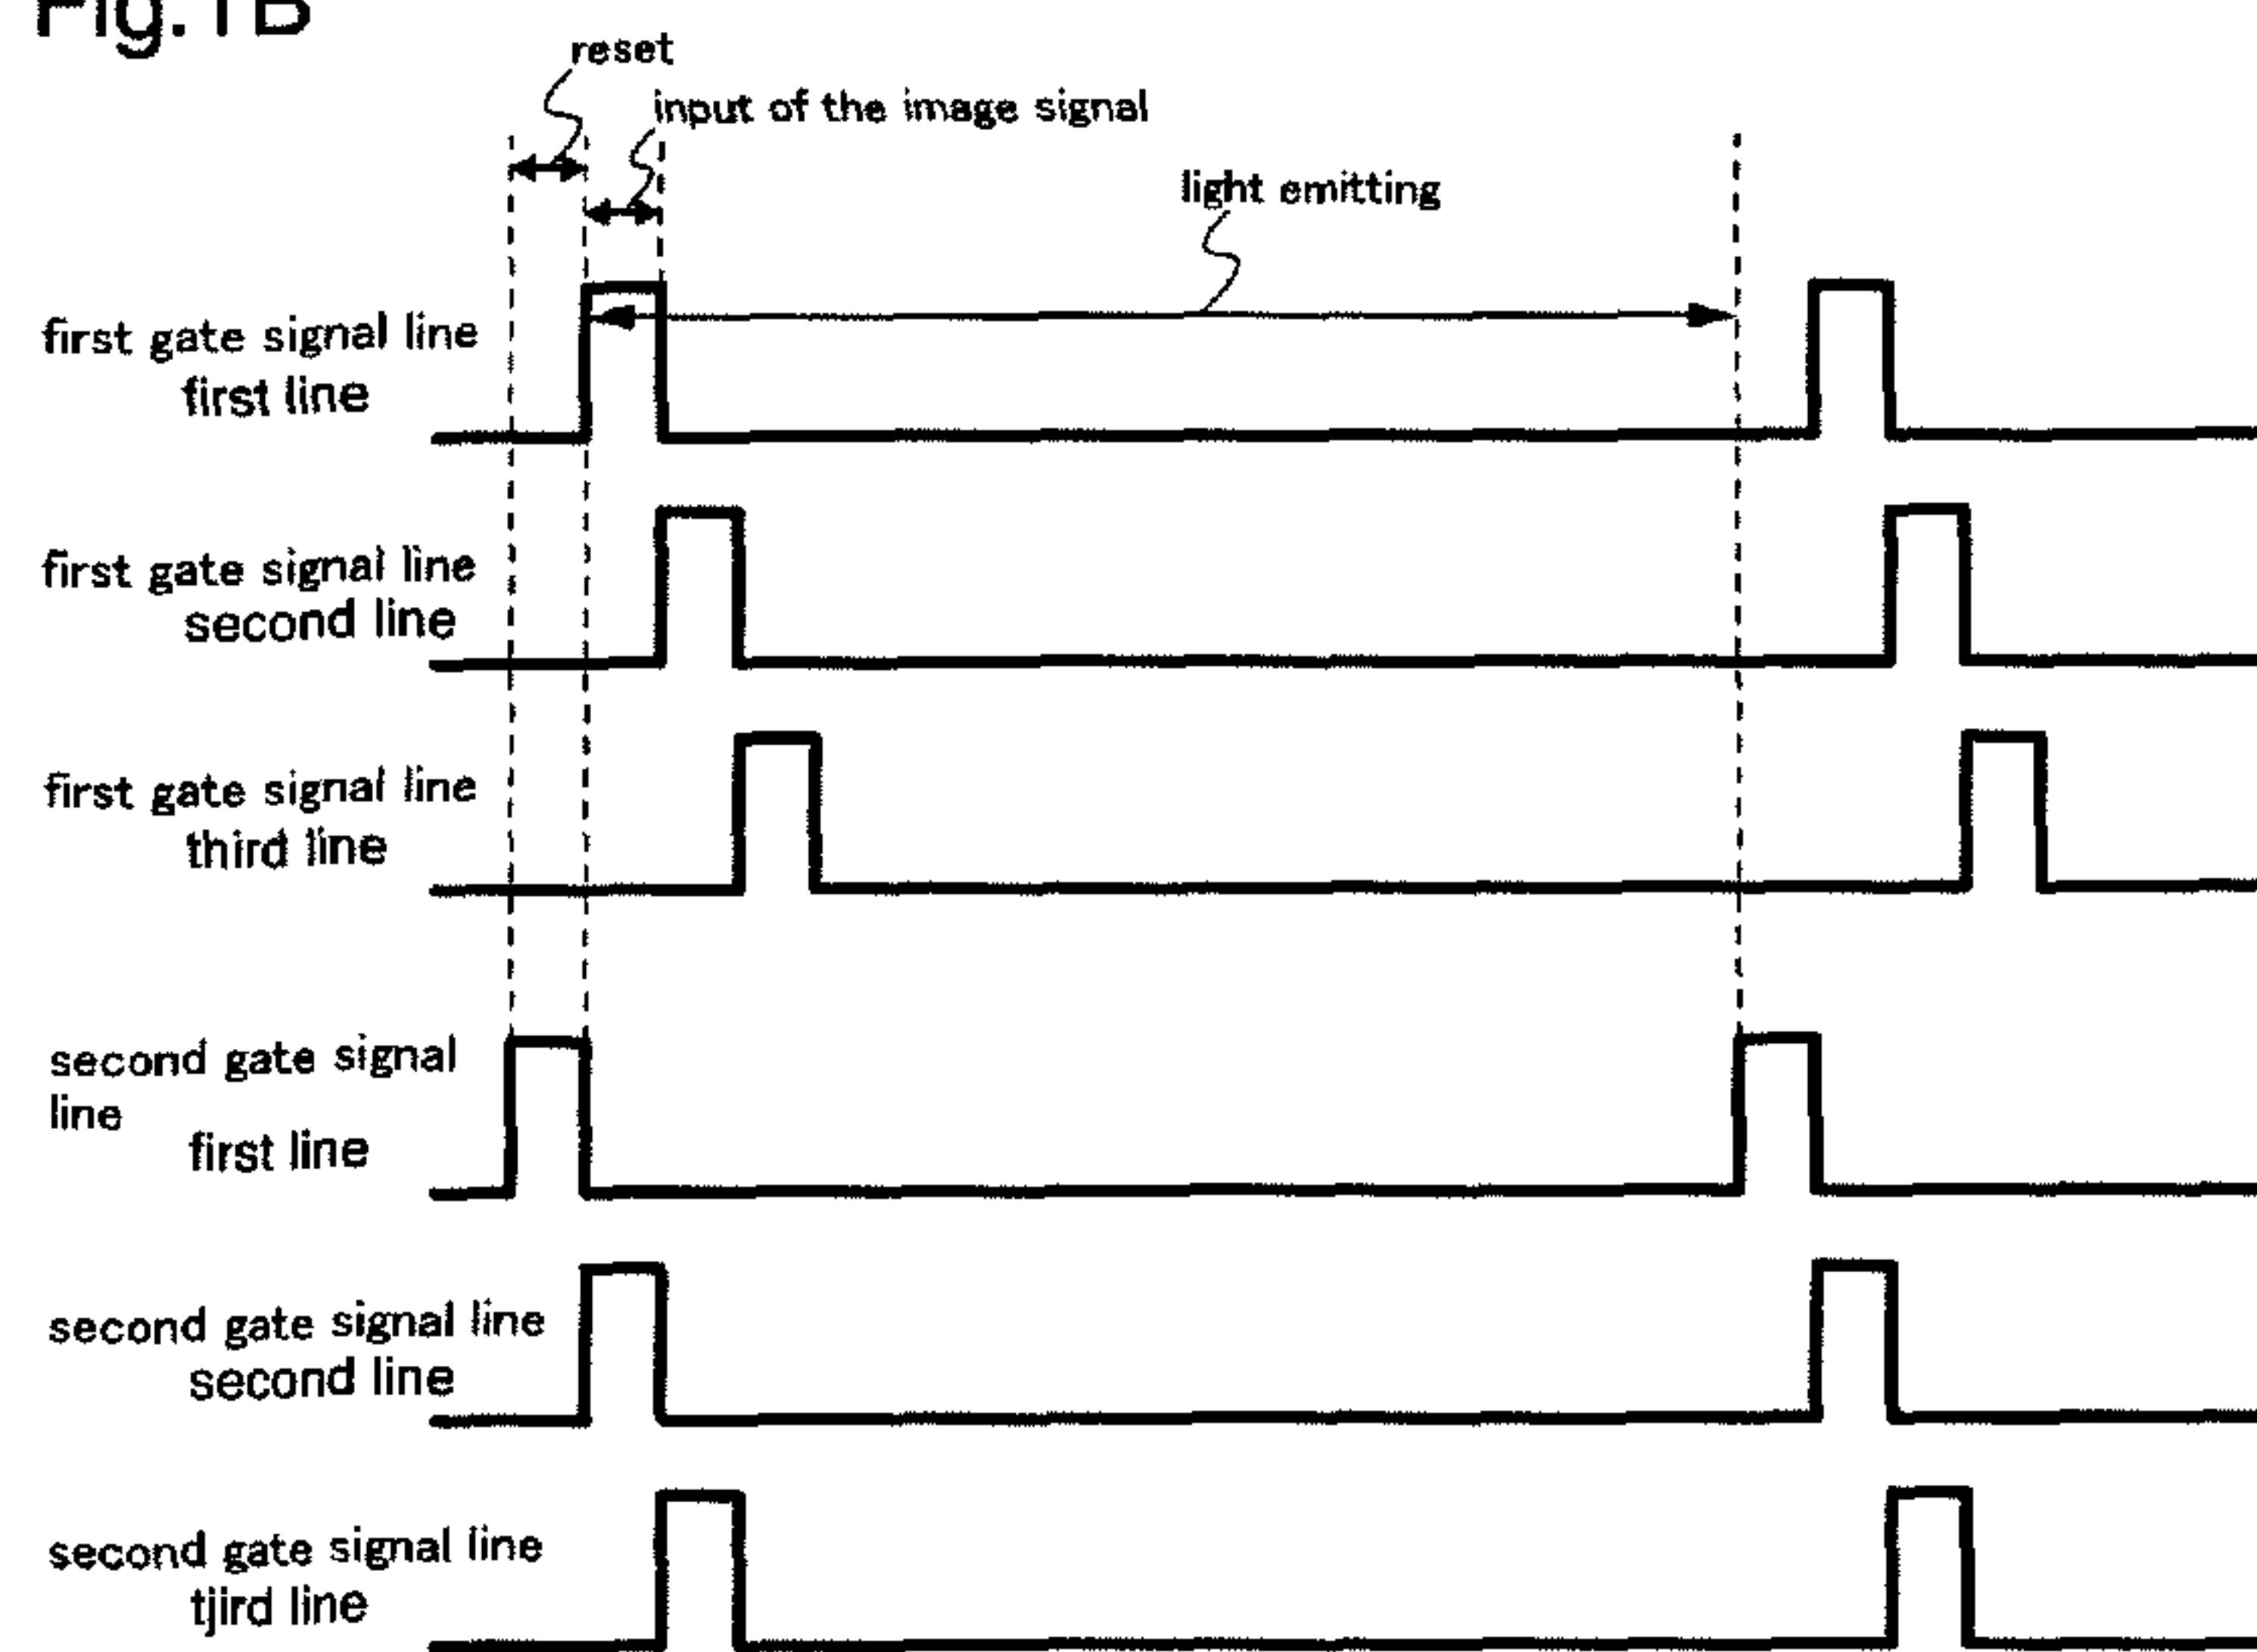 Fig. 1B
reset
input of the image signal
light emitting
first gate signal line
first line
first gate signal line
second line
first gate signal line
third line
second gate signal
line
first line
second gate signal line
second line
second gate signal line
tjird line